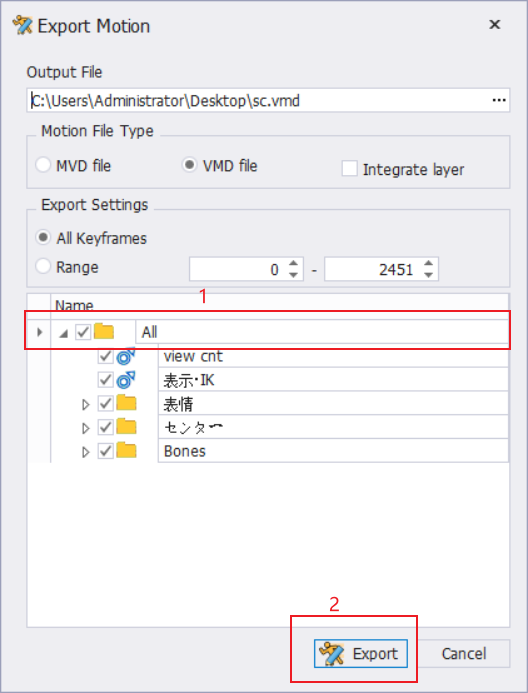 Export Motion
Output File
C:\Users\Administrator\Desktop\sc.vmd ...
Motion File Type
MVD file VMD file Integrate layer
Export Settings
All Keyframes
Range 0 - 2451
1
Name
All
view cnt
表示・IK
表情
センター
Bones
2
Export Cancel